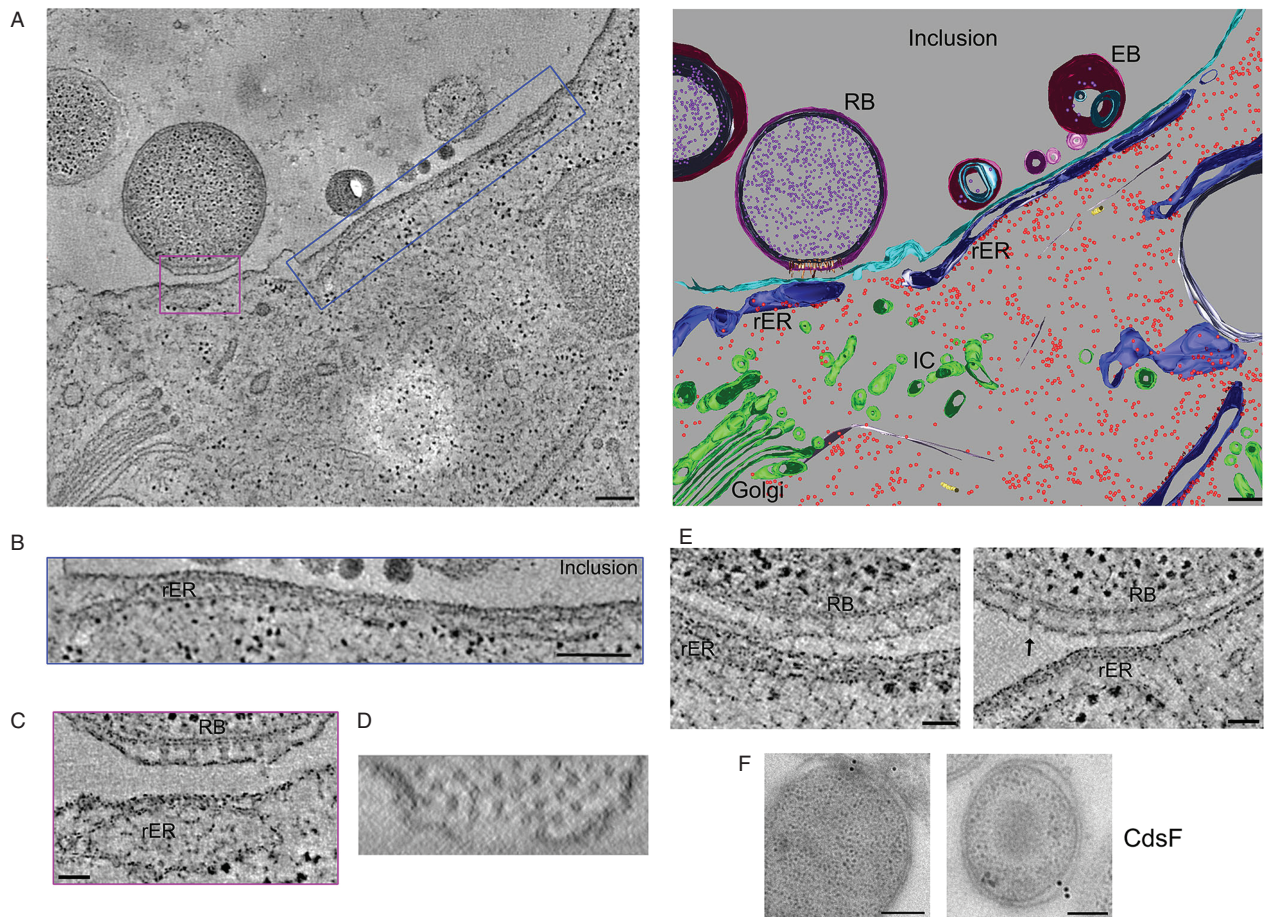 A
Inclusion
EB
RB
rER
rER
IC
Golgi
B
Inclusion
rER
C
RB
rER
D
E
RB
rER
RB
rER
F
CdsF